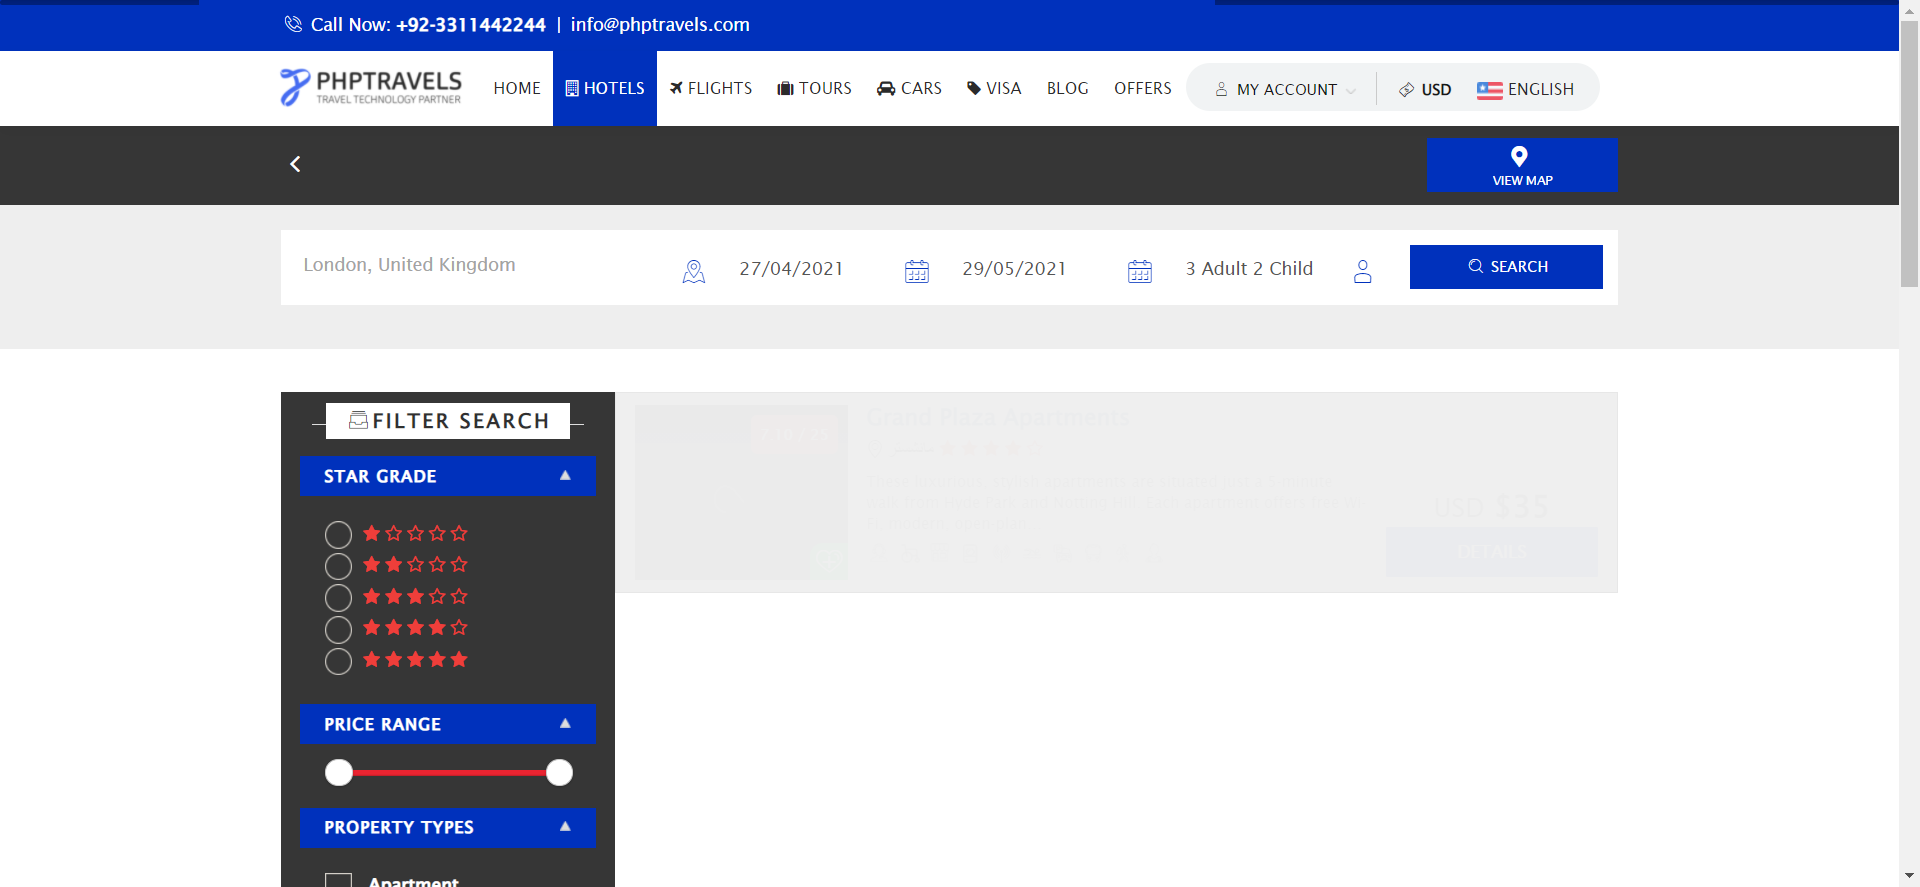 Call Now: +92-3311442244 | info@phptravels.com
PHPTRAVELS
TRAVEL TECHNOLOGY PARTNER
HOME HOTELS FLIGHTS TOURS CARS VISA BLOG OFFERS MY ACCOUNT USD ENGLISH
VIEW MAP
London, United Kingdom 27/04/2021 29/05/2021 3 Adult 2 Child SEARCH
FILTER SEARCH
STAR GRADE
PRICE RANGE
PROPERTY TYPES
Apartment
Grand Plaza Apartments
USD $35
DETAILS